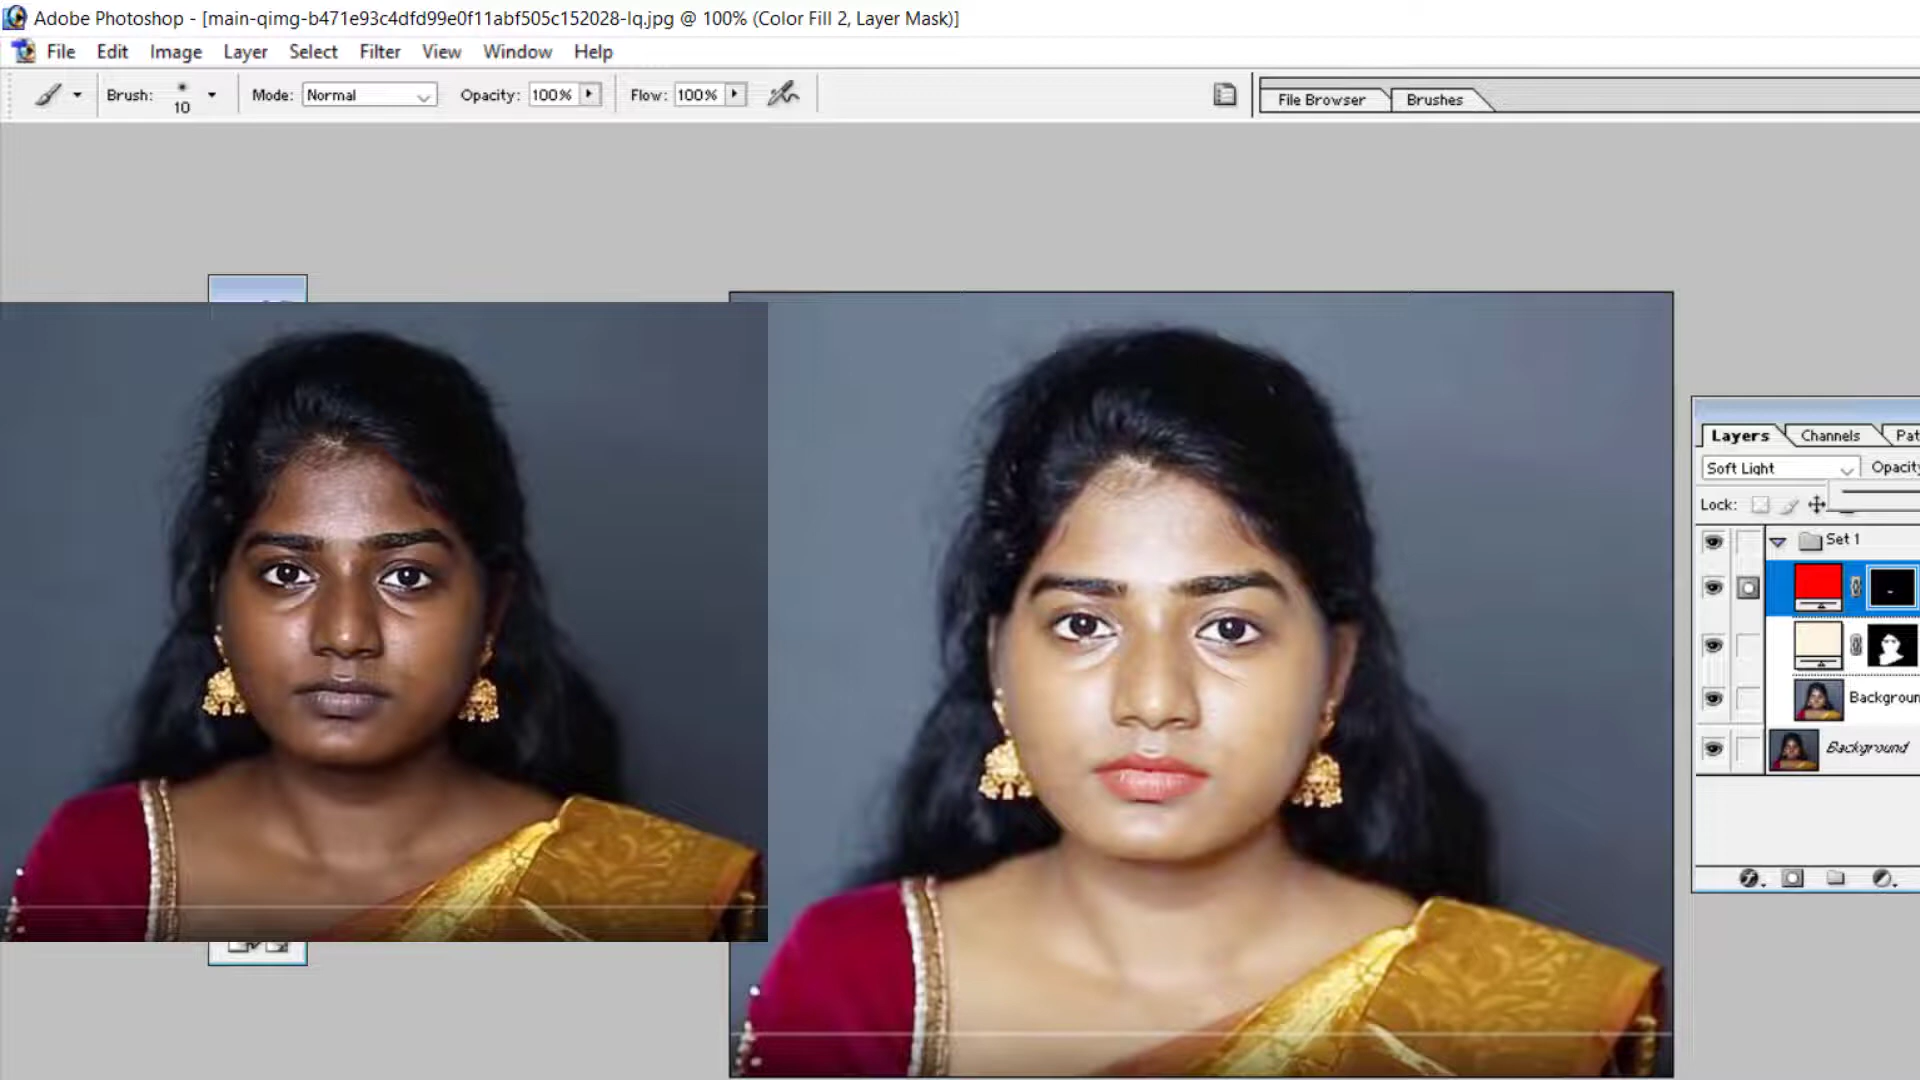 Adobe Photoshop - [main-qimg-b471e93c4dfd99e0f11abf505c152028-lq.jpg @ 100% (Color Fill 2, Layer Mask)]
File Edit Image Layer Select Filter View Window Help
Brush: 10 Mode: Normal Opacity: 100% Flow: 100% File Browser Brushes
Layers Channels Pat
Soft Light Opacity
Lock:
Set 1
Backgroun
Background